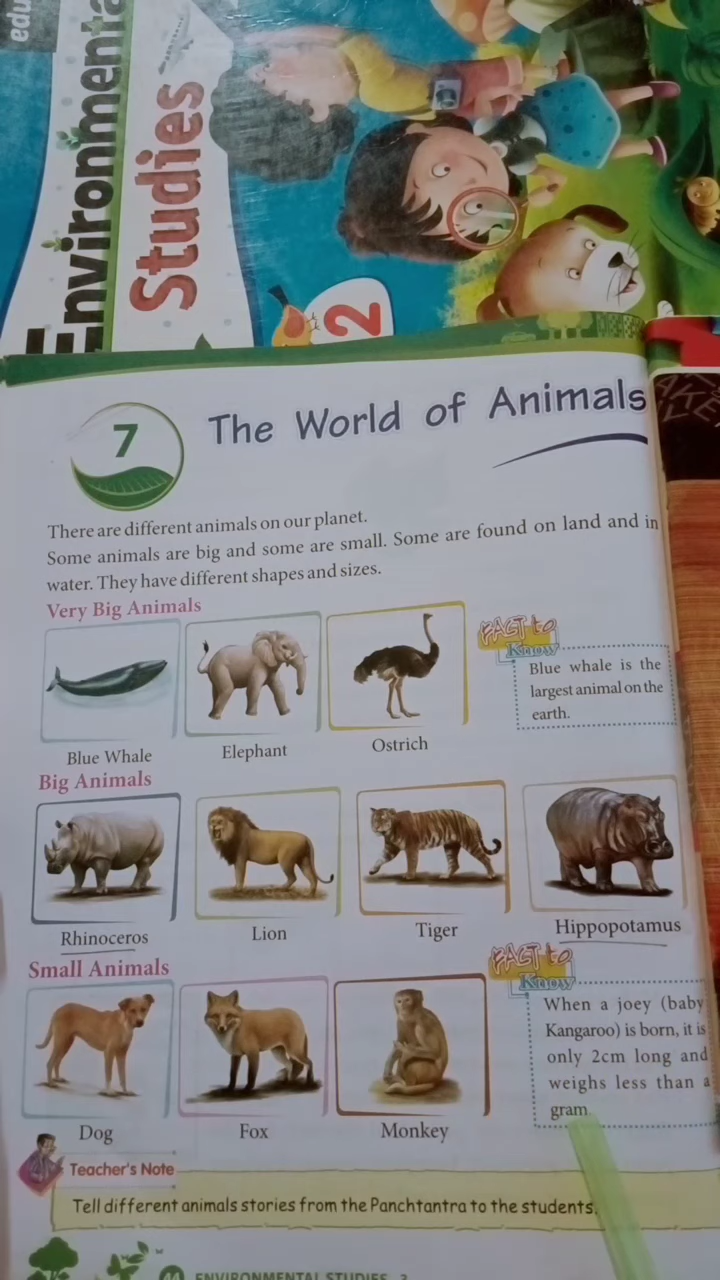 edu
Environmenta
Studies
2
7
The World of Animals
There are different animals on our planet.
Some animals are big and some are small. Some are found on land and in
water. They have different shapes and sizes.
Very Big Animals
FACT to
Know
Blue whale is the
largest animal on the
earth.
Blue Whale
Elephant
Ostrich
Big Animals
Rhinoceros
Lion
Tiger
Hippopotamus
Small Animals
FACT to
Know
When a joey (baby
Kangaroo) is born, it is
only 2cm long and
weighs less than a
gram
Dog
Fox
Monkey
Teacher's Note
Tell different animals stories from the Panchtantra to the students.
44 ENVIRONMENTAL STUDIES